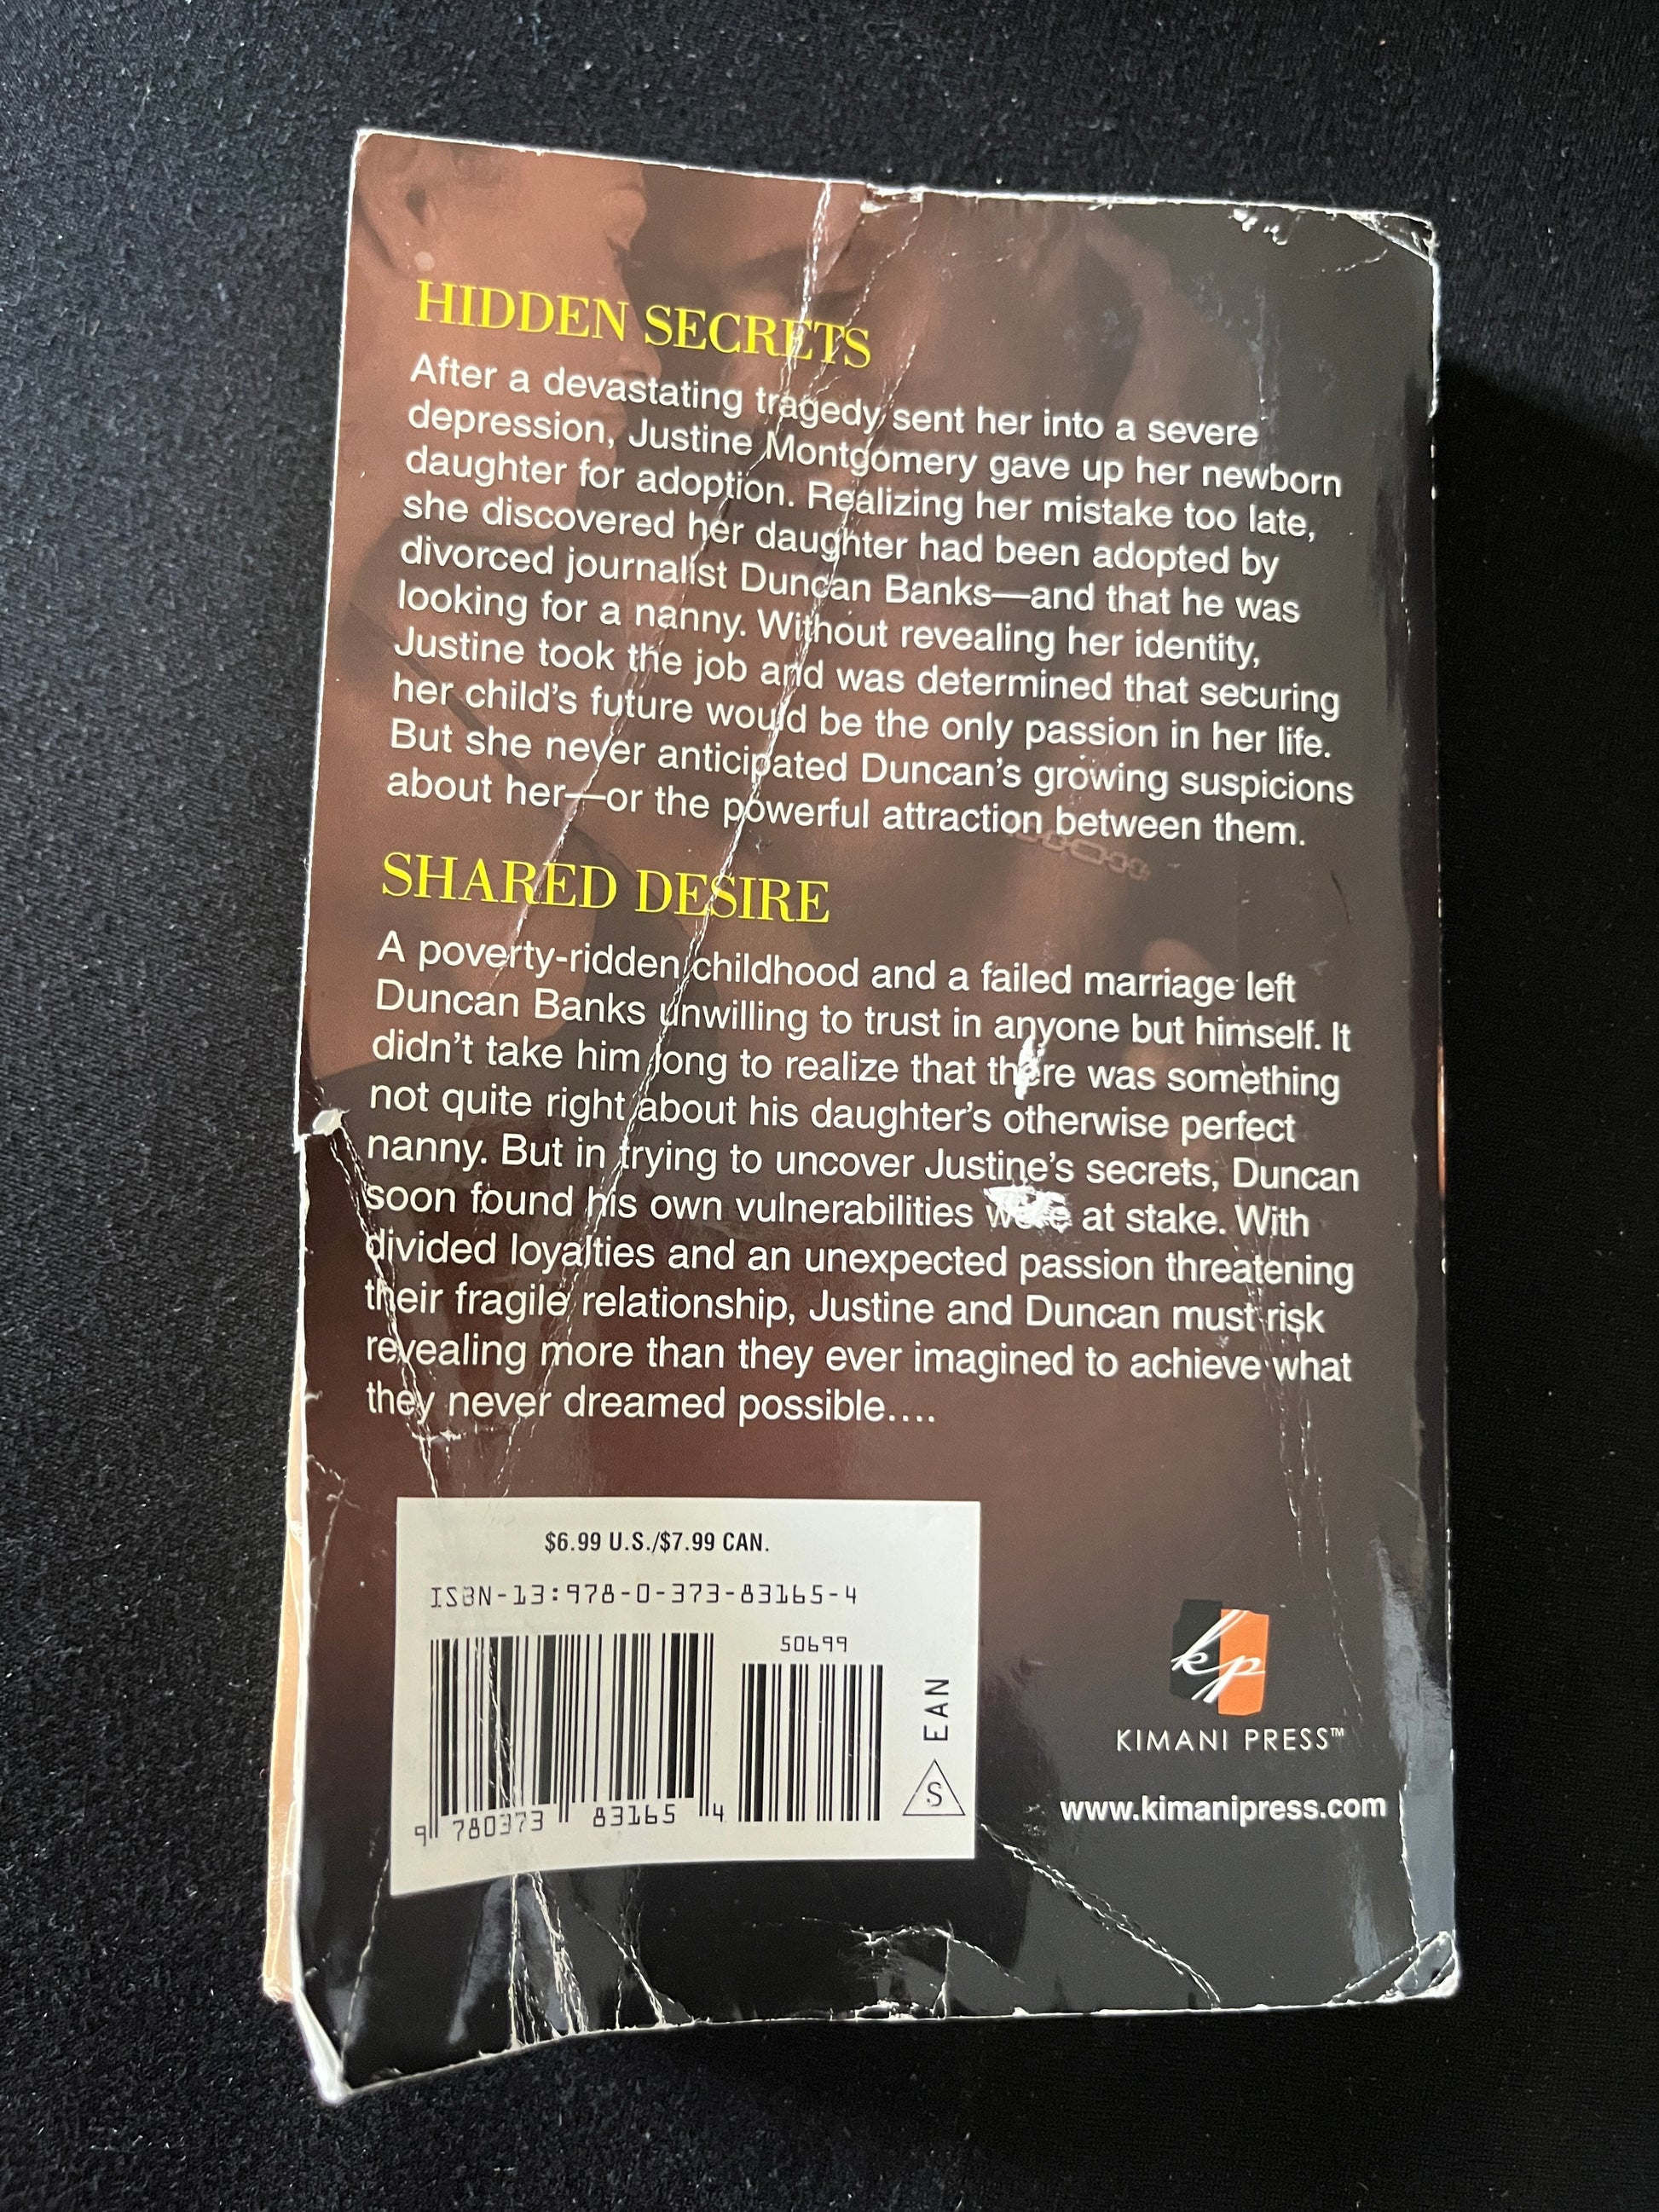 HIDDEN SECRETS
After a devastating tragedy sent her into a severe
depression, Justine Montgomery gave up her newborn
daughter for adoption. Realizing her mistake too late,
she discovered her daughter had been adopted by
divorced journalist Duncan Banks—and that he was
looking for a nanny. Without revealing her identity,
Justine took the job and was determined that securing
her child's future would be the only passion in her life.
But she never anticipated Duncan's growing suspicions
about her—or the powerful attraction between them.
SHARED DESIRE
A poverty-ridden childhood and a failed marriage left
Duncan Banks unwilling to trust in anyone but himself. It
didn't take him long to realize that there was something
not quite right about his daughter's otherwise perfect
nanny. But in trying to uncover Justine's secrets, Duncan
soon found his own vulnerabilities were at stake. With
divided loyalties and an unexpected passion threatening
their fragile relationship, Justine and Duncan must risk
revealing more than they ever imagined to achieve what
they never dreamed possible....
$6.99 U.S./$7.99 CAN.
ISBN-13:978-0-373-83165-4
50699
9 780373 83165 4
EAN
S
kp
KIMANI PRESS™
www.kimanipress.com